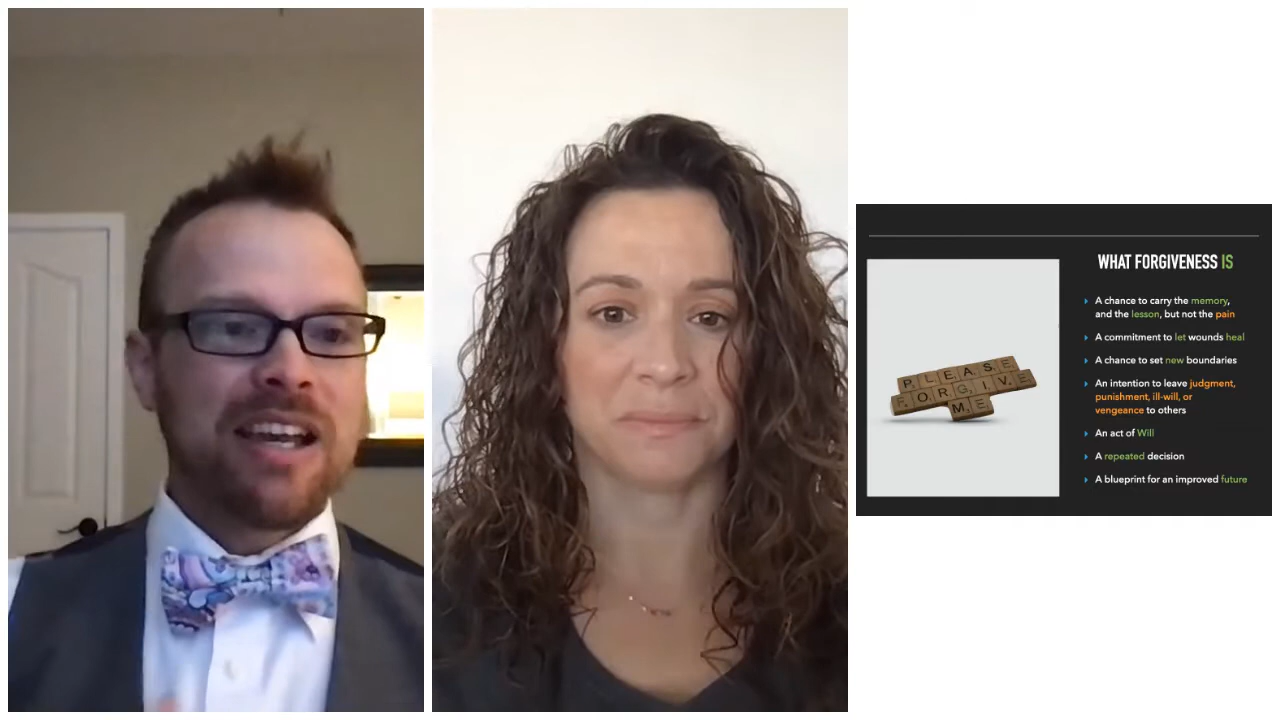 WHAT FORGIVENESS IS
PLEASE
FORGIVE
ME
A chance to carry the memory,
and the lesson, but not the pain
A commitment to let wounds heal
A chance to set new boundaries
An intention to leave judgment,
punishment, ill-will, or
vengeance to others
An act of Will
A repeated decision
A blueprint for an improved future